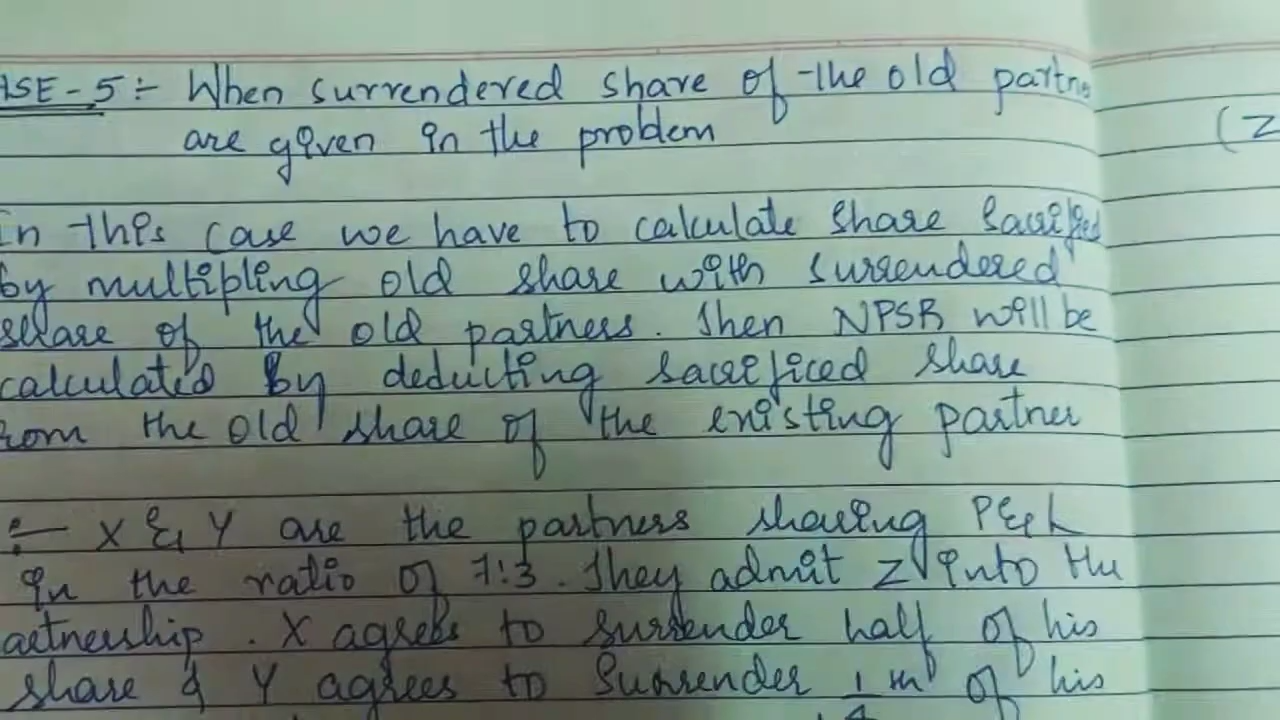 ASE-5:- When surrendered share of the old partne
are given in the problem
In this case we have to calculate share sacrified
by multipling old share with surrendered
share of the old partners. Then NPSR will be
calculated by deducting sacrificed share
rom the old share of the existing partner
:- X & Y are the partners sharing P&L
in the ratio of 7:3. They admit Z into the
artnership. X agrees to surrender half of his
share & Y agrees to Surrender 1/4 th of his
(Z